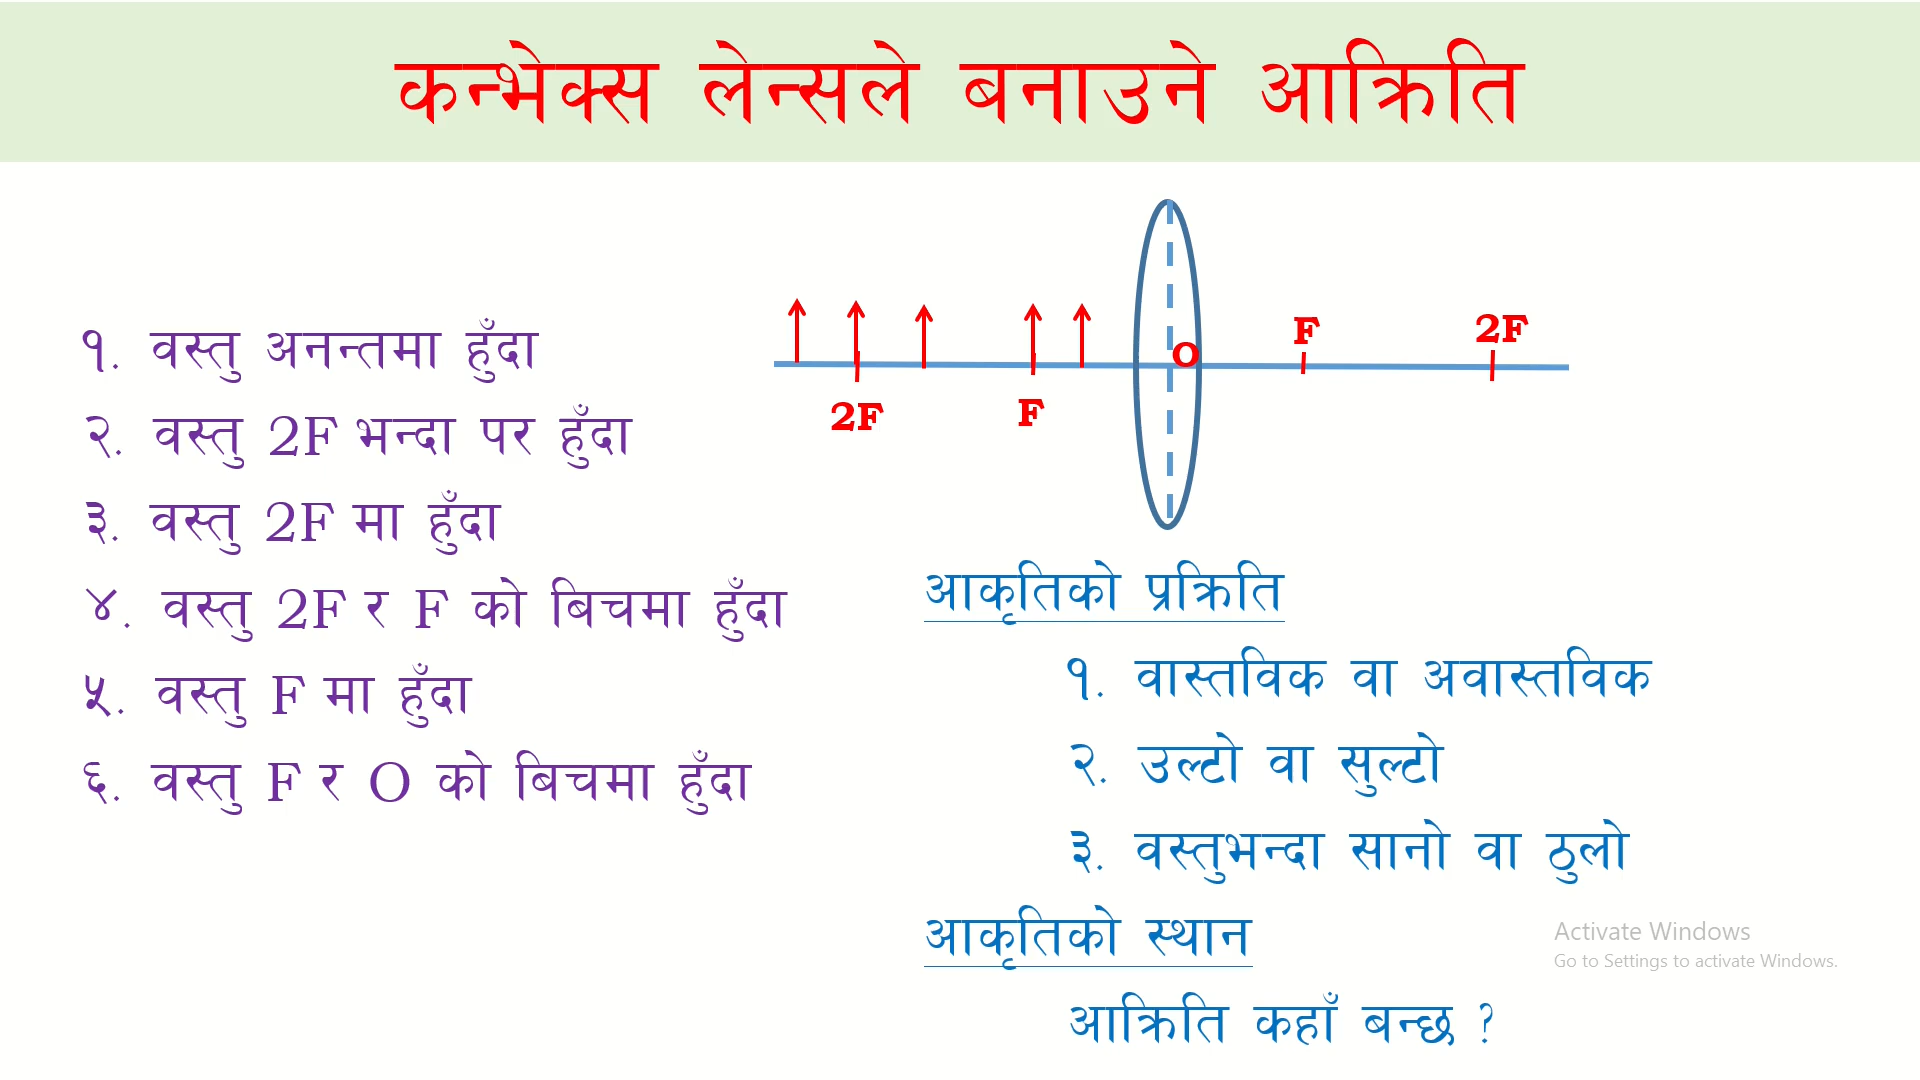 कन्भेक्स लेन्सले बनाउने आक्रिति
१. वस्तु अनन्तमा हुँदा
२. वस्तु 2F भन्दा पर हुँदा
३. वस्तु 2F मा हुँदा
४. वस्तु 2F र F को बिचमा हुँदा
५. वस्तु F मा हुँदा
६. वस्तु F र O को बिचमा हुँदा
2F
F
O
F
2F
आकृतिको प्रक्रिति
१. वास्तविक वा अवास्तविक
२. उल्टो वा सुल्टो
३. वस्तुभन्दा सानो वा ठुलो
आकृतिको स्थान
आक्रिति कहाँ बन्छ ?
Activate Windows
Go to Settings to activate Windows.